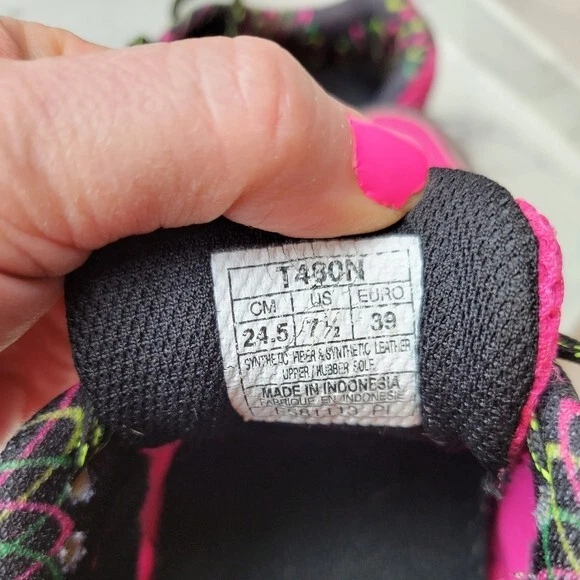 T480N
CM US EURO
24.5 7½ 39
SYNTHETIC FIBER & SYNTHETIC LEATHER
UPPER / RUBBER SOLE
MADE IN INDONESIA
FABRIQUE EN INDONESIE